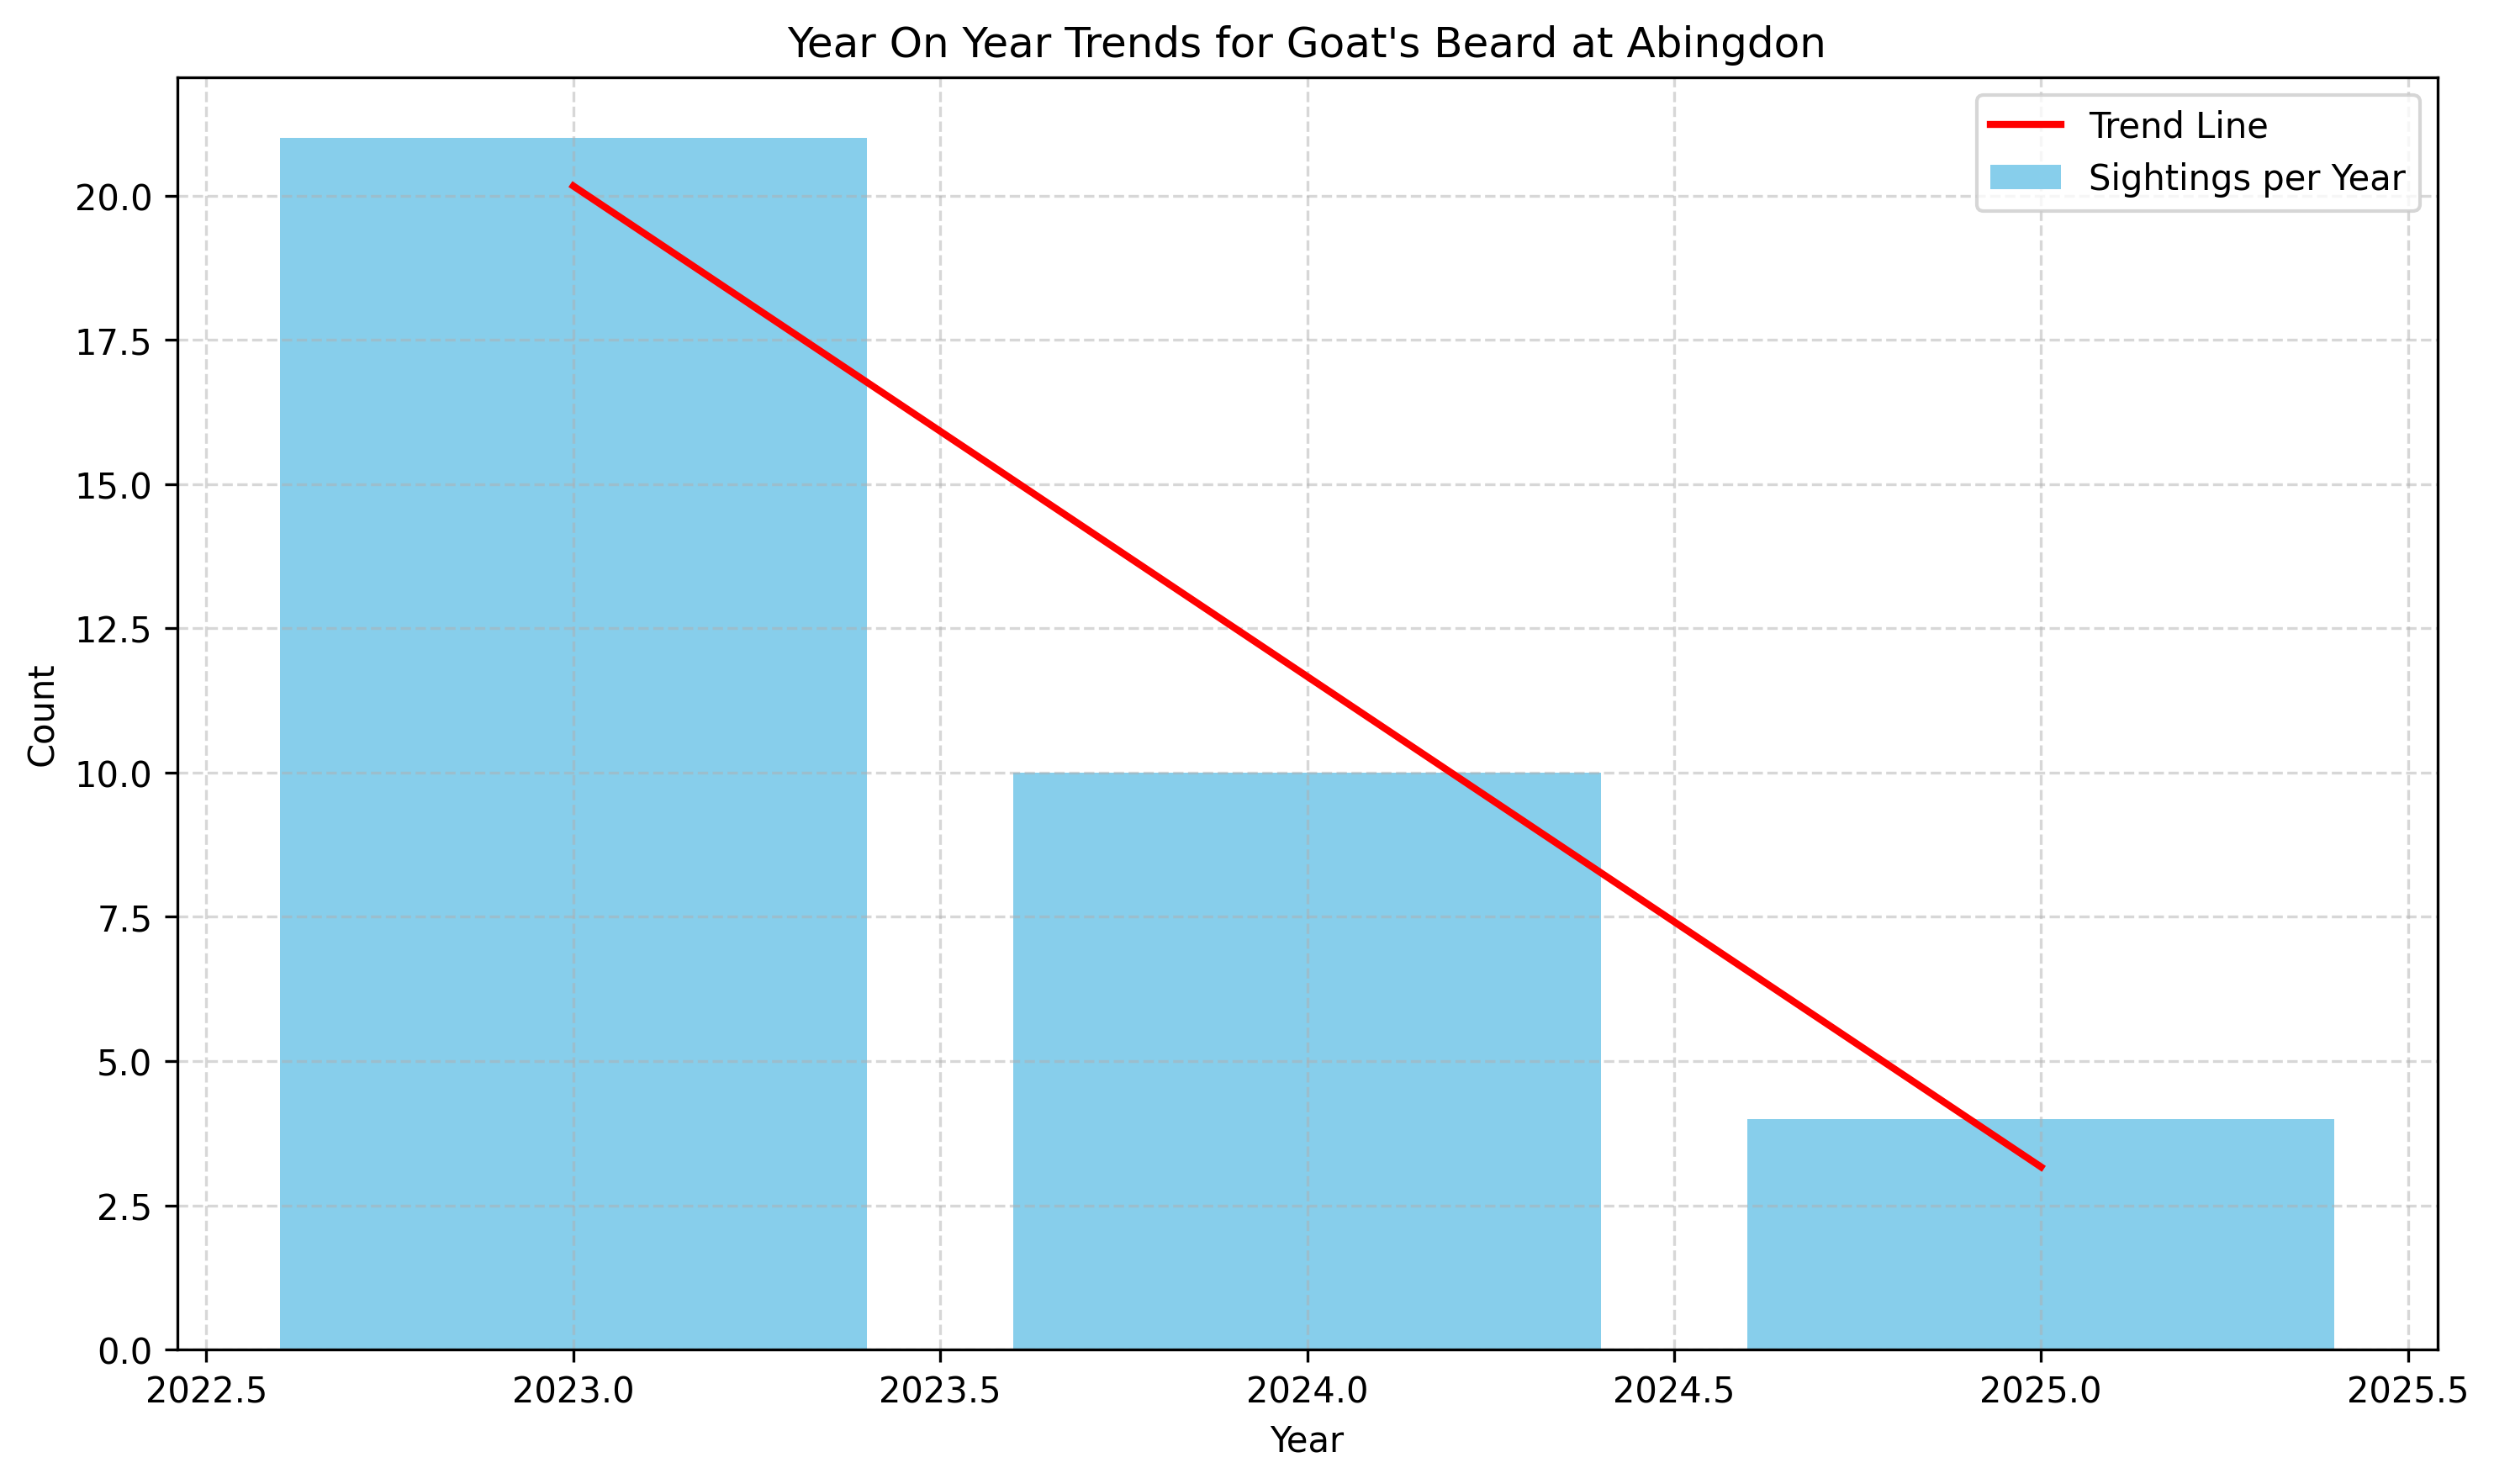 Year On Year Trends for Goat's Beard at Abingdon
Trend Line
Sightings per Year
20.0
17.5
15.0
12.5
10.0
7.5
5.0
2.5
0.0
Count
2022.5 2023.0 2023.5 2024.0 2024.5 2025.0 2025.5
Year